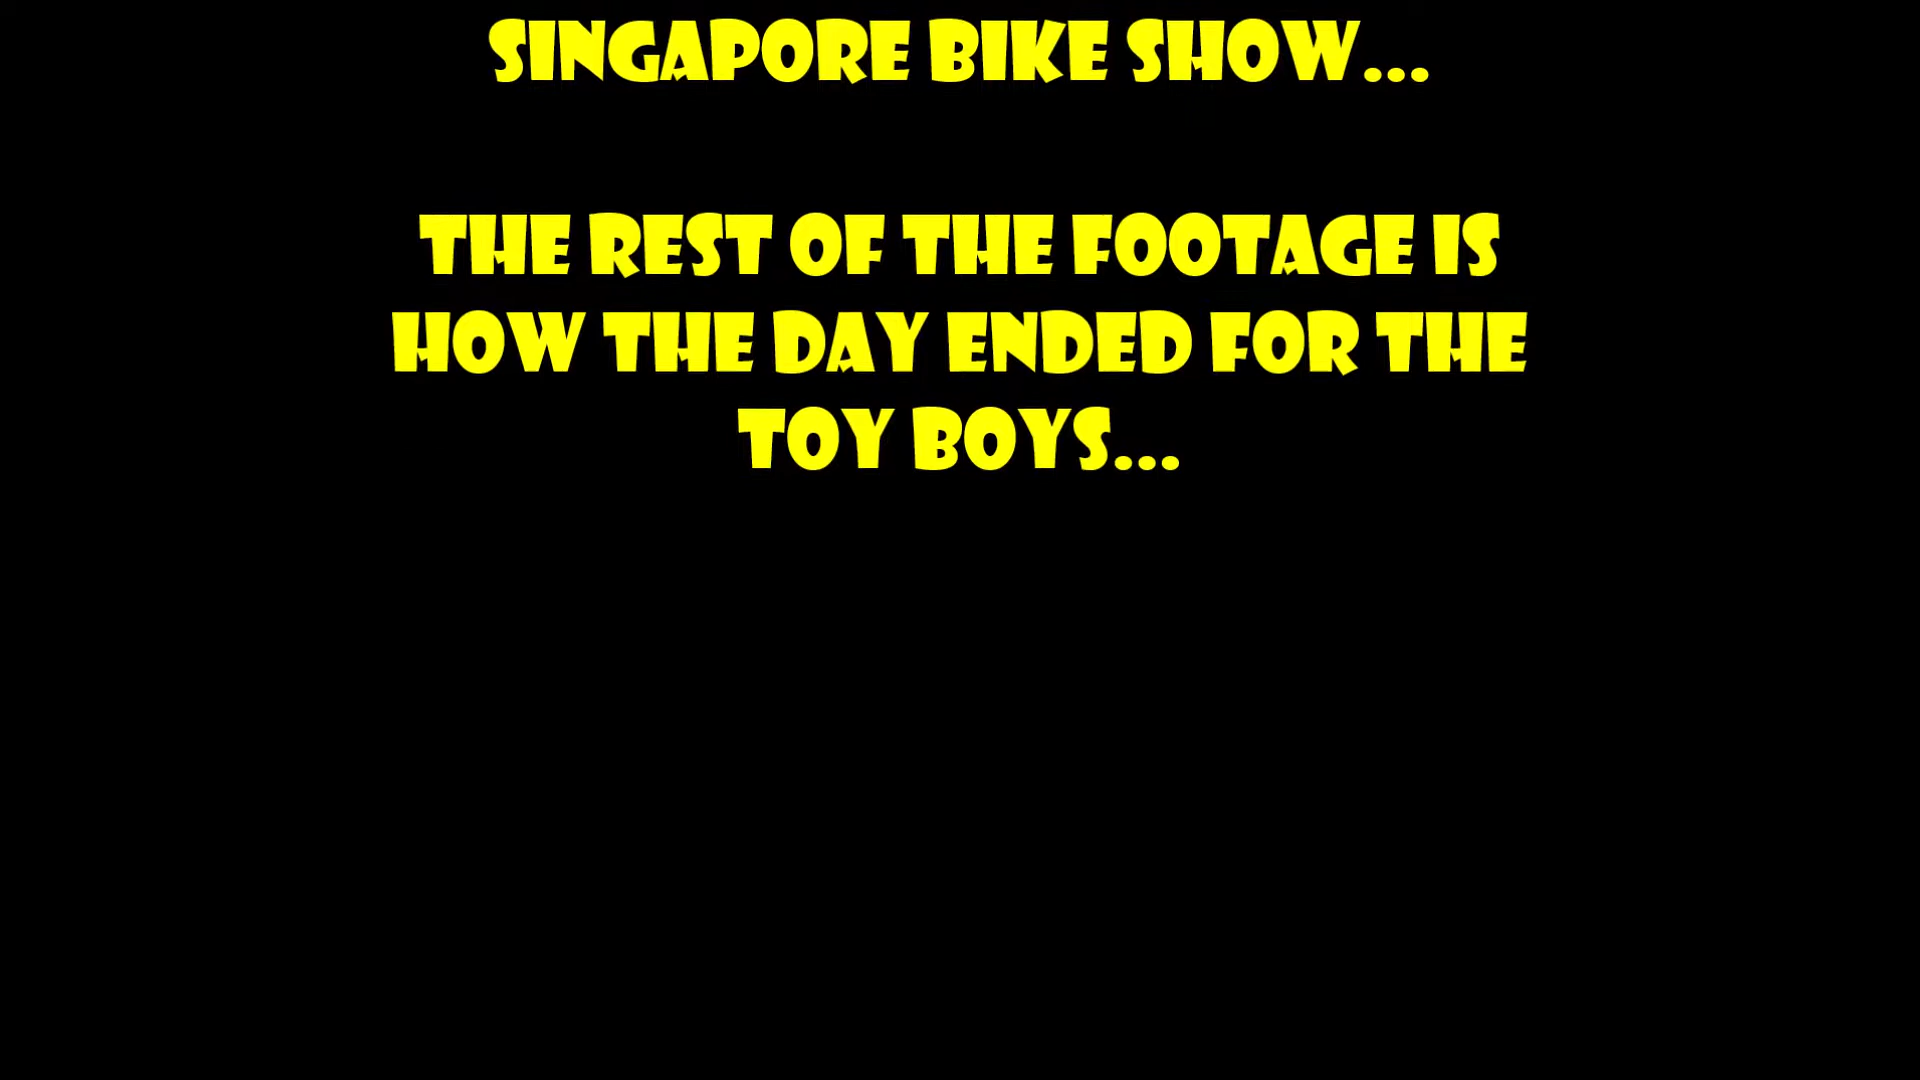 SINGAPORE BIKE SHOW...
THE REST OF THE FOOTAGE IS
HOW THE DAY ENDED FOR THE
TOY BOYS...